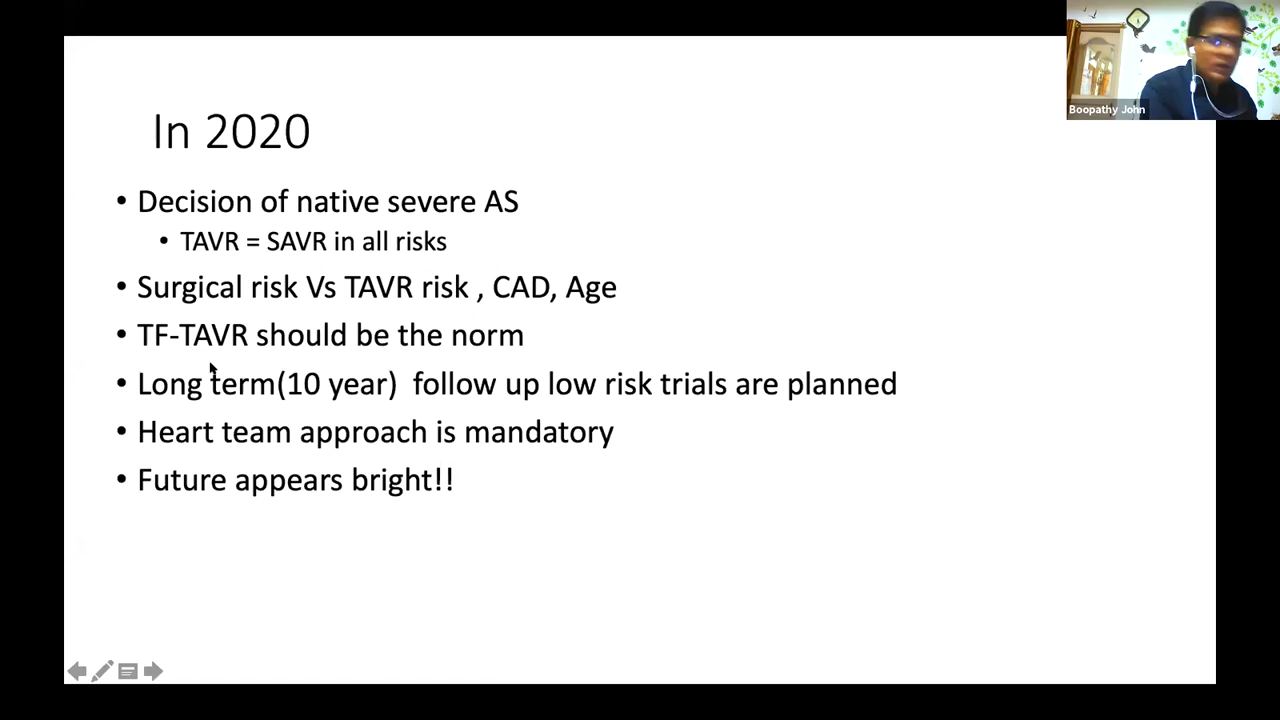 Boopathy John
In 2020
• Decision of native severe AS
• TAVR = SAVR in all risks
• Surgical risk Vs TAVR risk , CAD, Age
• TF-TAVR should be the norm
• Long term(10 year)  follow up low risk trials are planned
• Heart team approach is mandatory
• Future appears bright!!